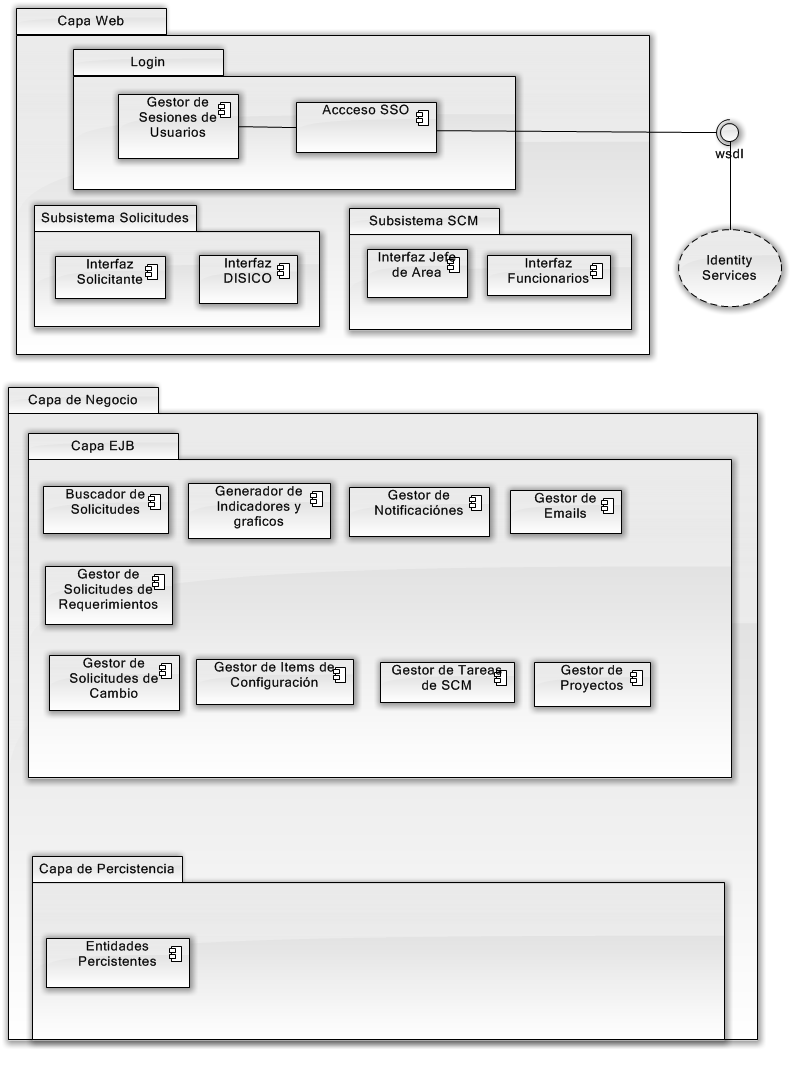 Capa Web
Login
Gestor de
Sesiones de
Usuarios
Accceso SSO
wsdl
Identity
Services
Subsistema Solicitudes
Interfaz
Solicitante
Interfaz
DISICO
Subsistema SCM
Interfaz Jefe
de Area
Interfaz
Funcionarios
Capa de Negocio
Capa EJB
Buscador de
Solicitudes
Generador de
Indicadores y
graficos
Gestor de
Notificaciónes
Gestor de
Emails
Gestor de
Solicitudes de
Requerimientos
Gestor de
Solicitudes de
Cambio
Gestor de Items de
Configuración
Gestor de Tareas
de SCM
Gestor de
Proyectos
Capa de Percistencia
Entidades
Percistentes